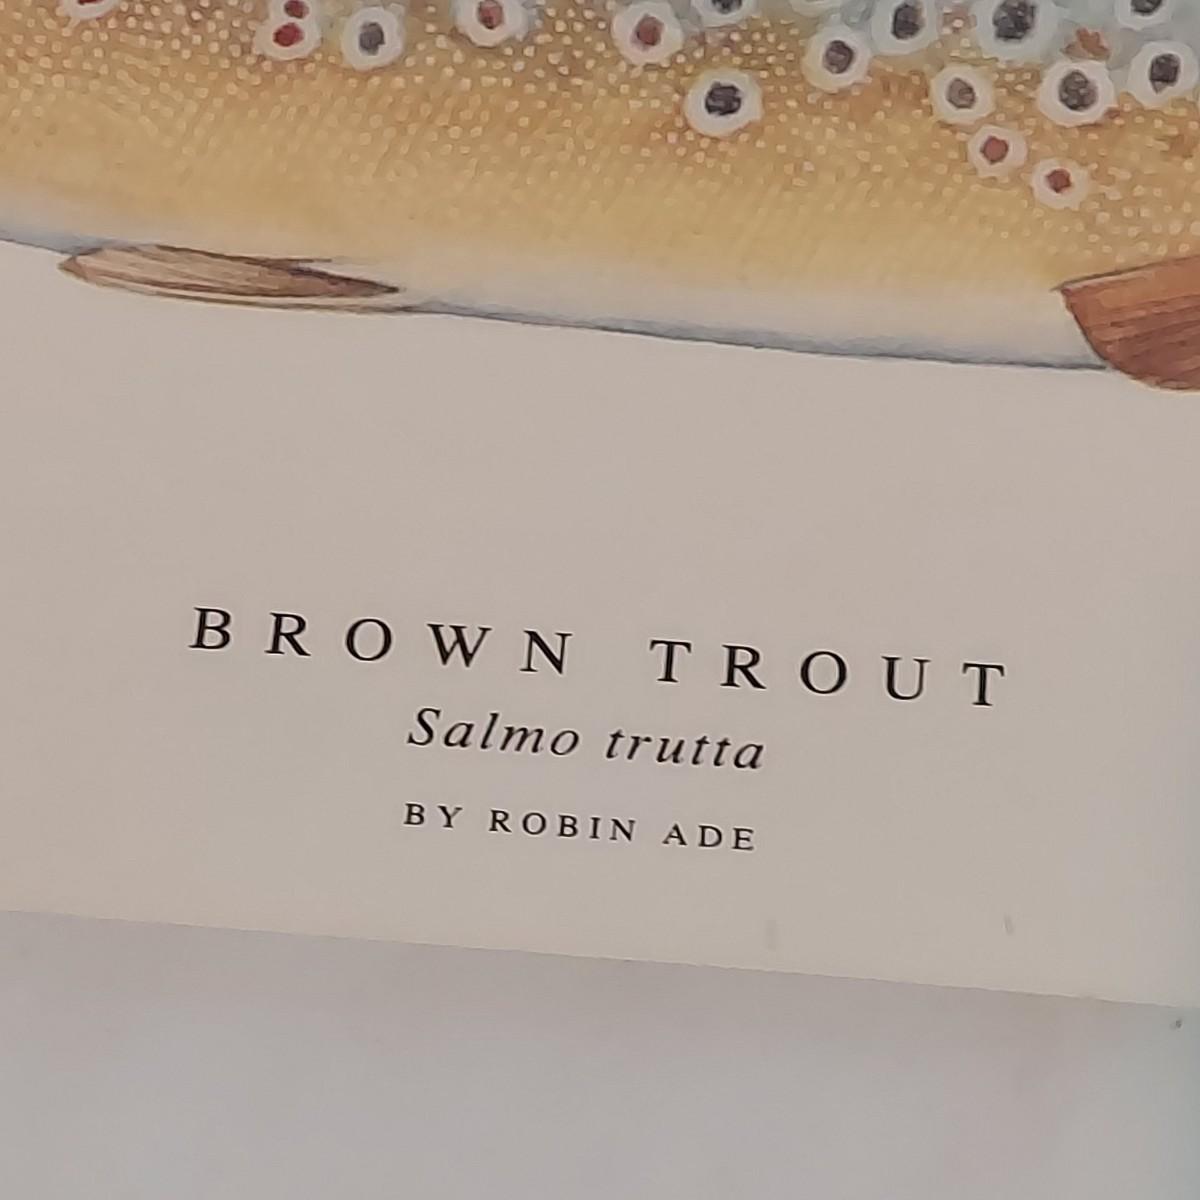 BROWN TROUT
Salmo trutta
BY ROBIN ADE